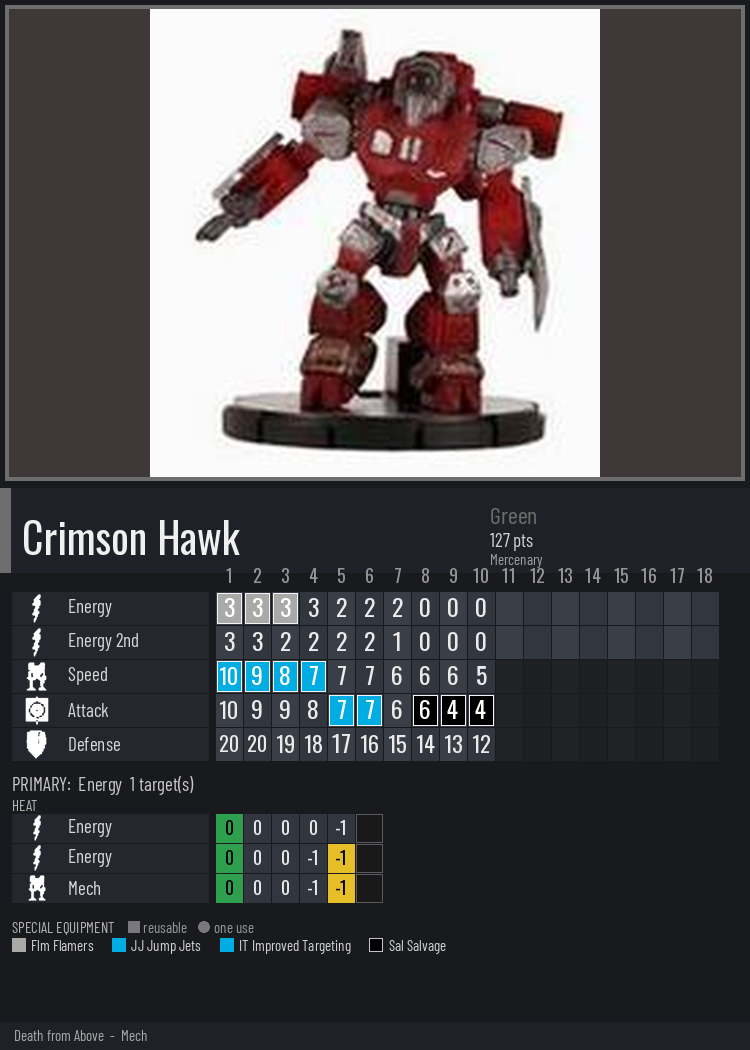 Crimson Hawk
Green
127 pts
Mercenary
1 2 3 4 5 6 7 8 9 10 11 12 13 14 15 16 17 18
Energy 3 3 3 3 2 2 2 0 0 0
Energy 2nd 3 3 2 2 2 2 1 0 0 0
Speed 10 9 8 7 7 7 6 6 6 5
Attack 10 9 9 8 7 7 6 6 4 4
Defense 20 20 19 18 17 16 15 14 13 12
PRIMARY: Energy 1 target(s)
HEAT
Energy 0 0 0 0 -1
Energy 0 0 0 -1 -1
Mech 0 0 0 -1 -1
SPECIAL EQUIPMENT reusable one use
Flm Flamers JJ Jump Jets IT Improved Targeting Sal Salvage
Death from Above - Mech